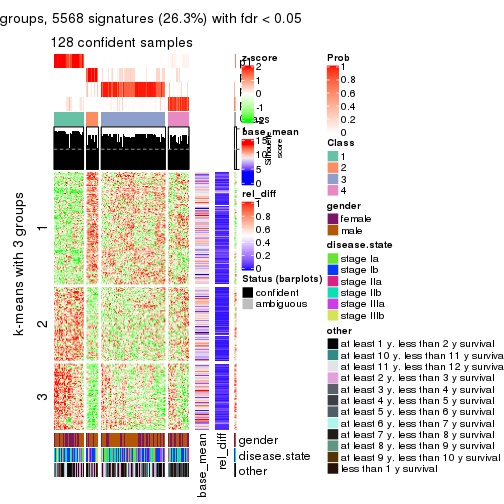 groups, 5568 signatures (26.3%) with fdr < 0.05
128 confident samples
k-means with 3 groups
1
2
3
base_mean
rel_diff
gender
disease.state
other
z-score
2
1
0
-1
-2
Silhouette
score
base_mean
15
10
5
0
rel_diff
1
0.8
0.6
0.4
0.2
0
Status (barplots)
confident
ambiguous
Prob
1
0.8
0.6
0.4
0.2
0
Class
1
2
3
4
gender
female
male
disease.state
stage Ia
stage Ib
stage IIa
stage IIb
stage IIIa
stage IIIb
other
at least 1 y. less than 2 y survival
at least 10 y. less than 11 y survival
at least 11 y. less than 12 y survival
at least 2 y. less than 3 y survival
at least 3 y. less than 4 y survival
at least 4 y. less than 5 y survival
at least 5 y. less than 6 y survival
at least 6 y. less than 7 y survival
at least 7 y. less than 8 y survival
at least 8 y. less than 9 y survival
at least 9 y. less than 10 y survival
less than 1 y survival